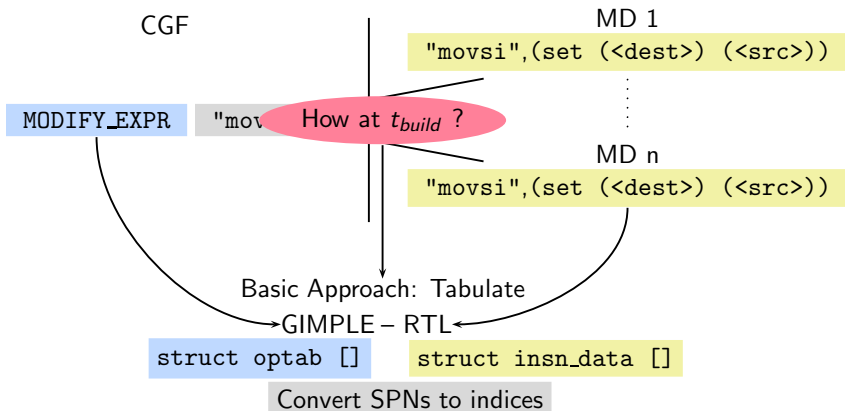 CGF
MD 1
"movsi",(set (<dest>) (<src>))
MODIFY_EXPR
"mov
How at t_build ?
MD n
"movsi",(set (<dest>) (<src>))
Basic Approach: Tabulate
GIMPLE – RTL
struct optab []
struct insn_data []
Convert SPNs to indices